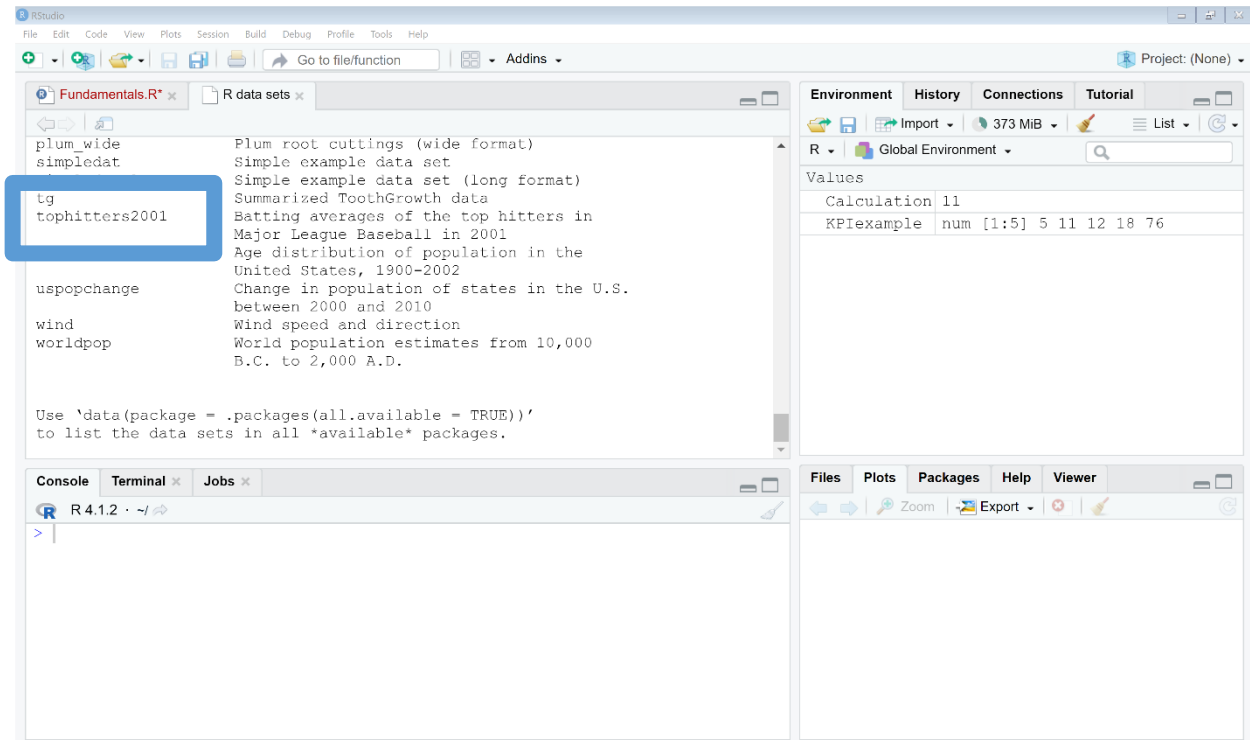 RStudio
File Edit Code View Plots Session Build Debug Profile Tools Help
Go to file/function Addins Project: (None)
Fundamentals.R* R data sets
plum_wide Plum root cuttings (wide format)
simpledat Simple example data set
Simple example data set (long format)
tg Summarized ToothGrowth data
tophitters2001 Batting averages of the top hitters in
Major League Baseball in 2001
Age distribution of population in the
United States, 1900-2002
uspopchange Change in population of states in the U.S.
between 2000 and 2010
wind Wind speed and direction
worldpop World population estimates from 10,000
B.C. to 2,000 A.D.
Use ‘data(package = .packages(all.available = TRUE))’
to list the data sets in all *available* packages.
Console Terminal Jobs
R 4.1.2 · ~/
>
Environment History Connections Tutorial
Import 373 MiB List
R Global Environment
Values
Calculation 11
KPIexample num [1:5] 5 11 12 18 76
Files Plots Packages Help Viewer
Zoom Export